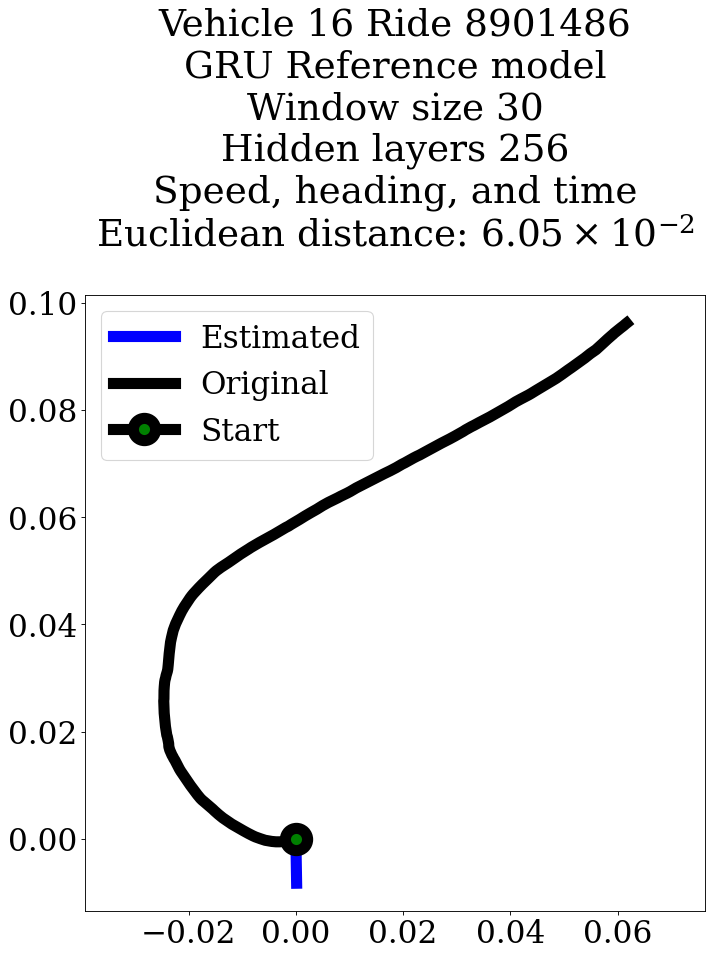 Vehicle 16 Ride 8901486
GRU Reference model
Window size 30
Hidden layers 256
Speed, heading, and time
Euclidean distance: 6.05 × 10⁻²
0.10
0.08
0.06
0.04
0.02
0.00
Estimated
Original
Start
−0.02 0.00 0.02 0.04 0.06